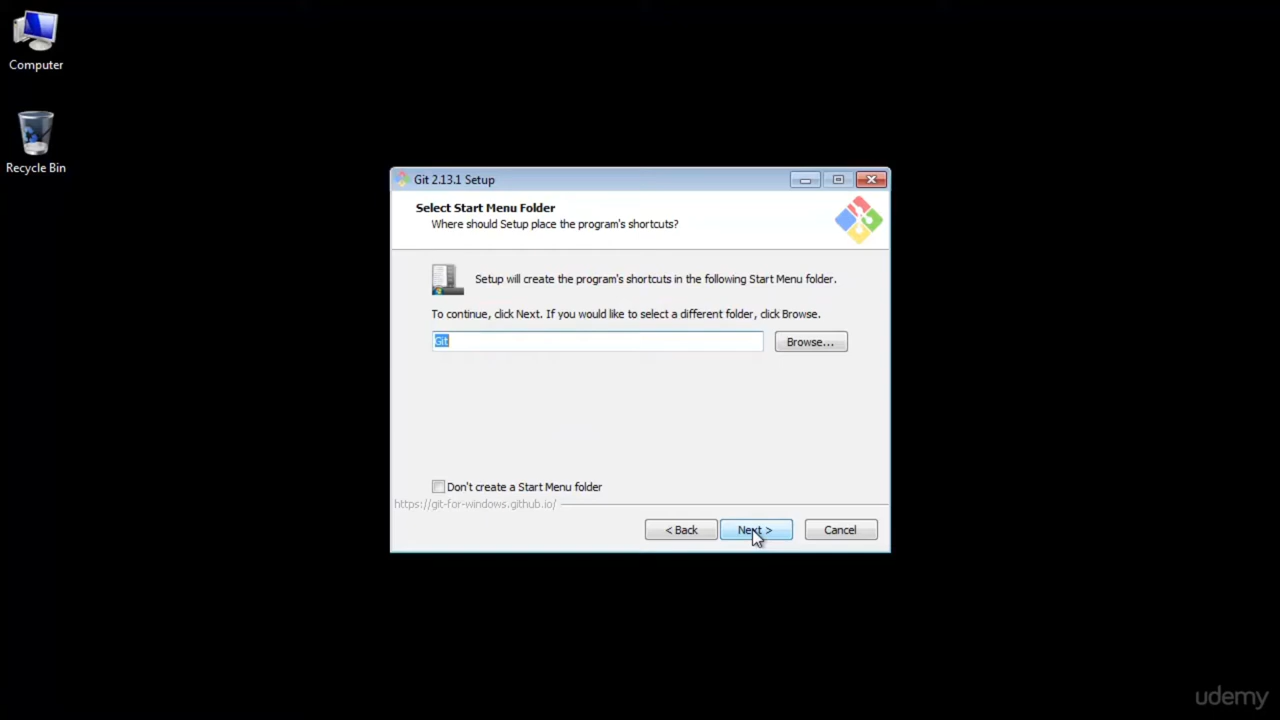 Computer
Recycle Bin
Git 2.13.1 Setup
Select Start Menu Folder
Where should Setup place the program's shortcuts?
Setup will create the program's shortcuts in the following Start Menu folder.
To continue, click Next. If you would like to select a different folder, click Browse.
Git
Browse...
Don't create a Start Menu folder
https://git-for-windows.github.io/
< Back
Next >
Cancel
udemy